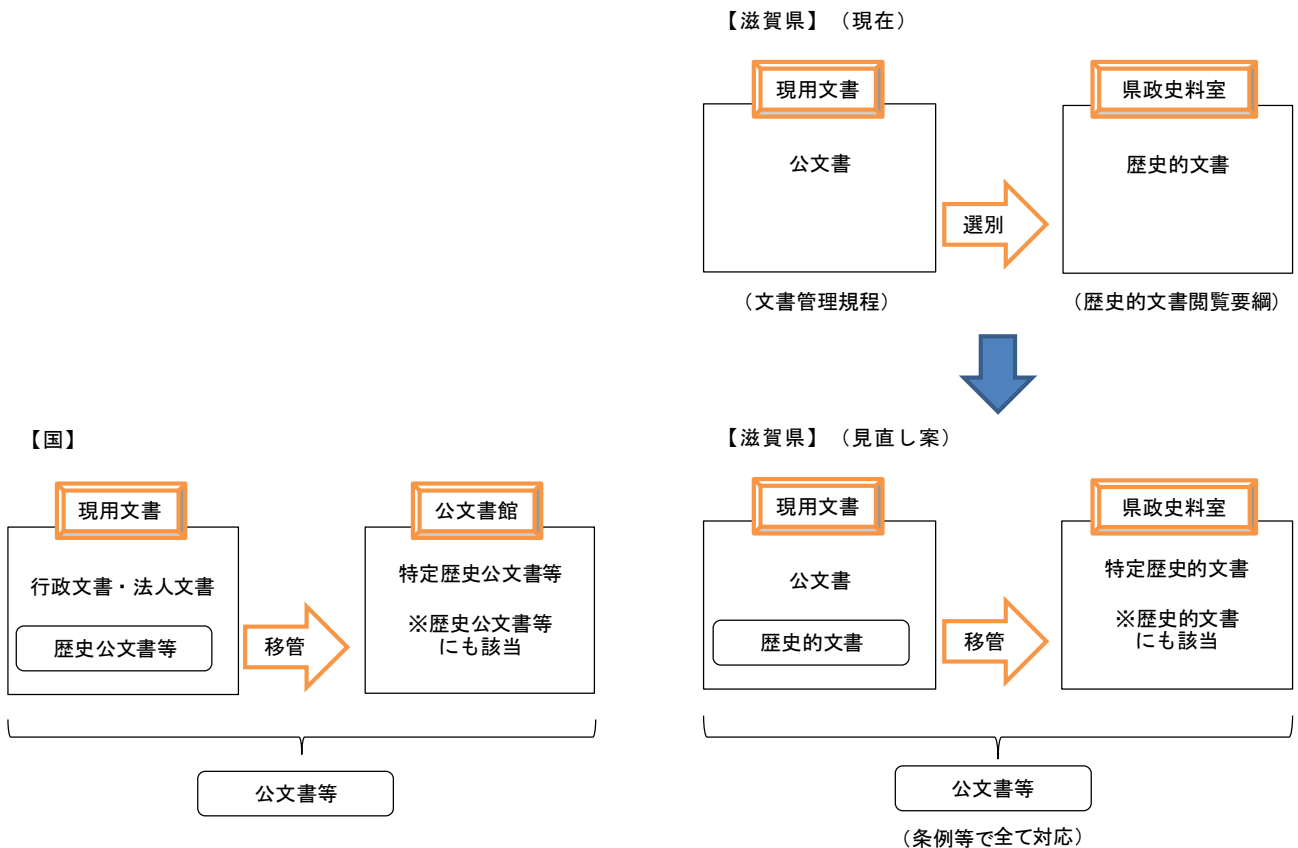 【滋賀県】（現在）
現用文書
県政史料室
公文書
歴史的文書
選別
（文書管理規程）
（歴史的文書閲覧要綱）
【国】
現用文書
公文書館
行政文書・法人文書
歴史公文書等
移管
特定歴史公文書等
※歴史公文書等
にも該当
公文書等
【滋賀県】（見直し案）
現用文書
県政史料室
公文書
歴史的文書
移管
特定歴史的文書
※歴史的文書
にも該当
公文書等
（条例等で全て対応）